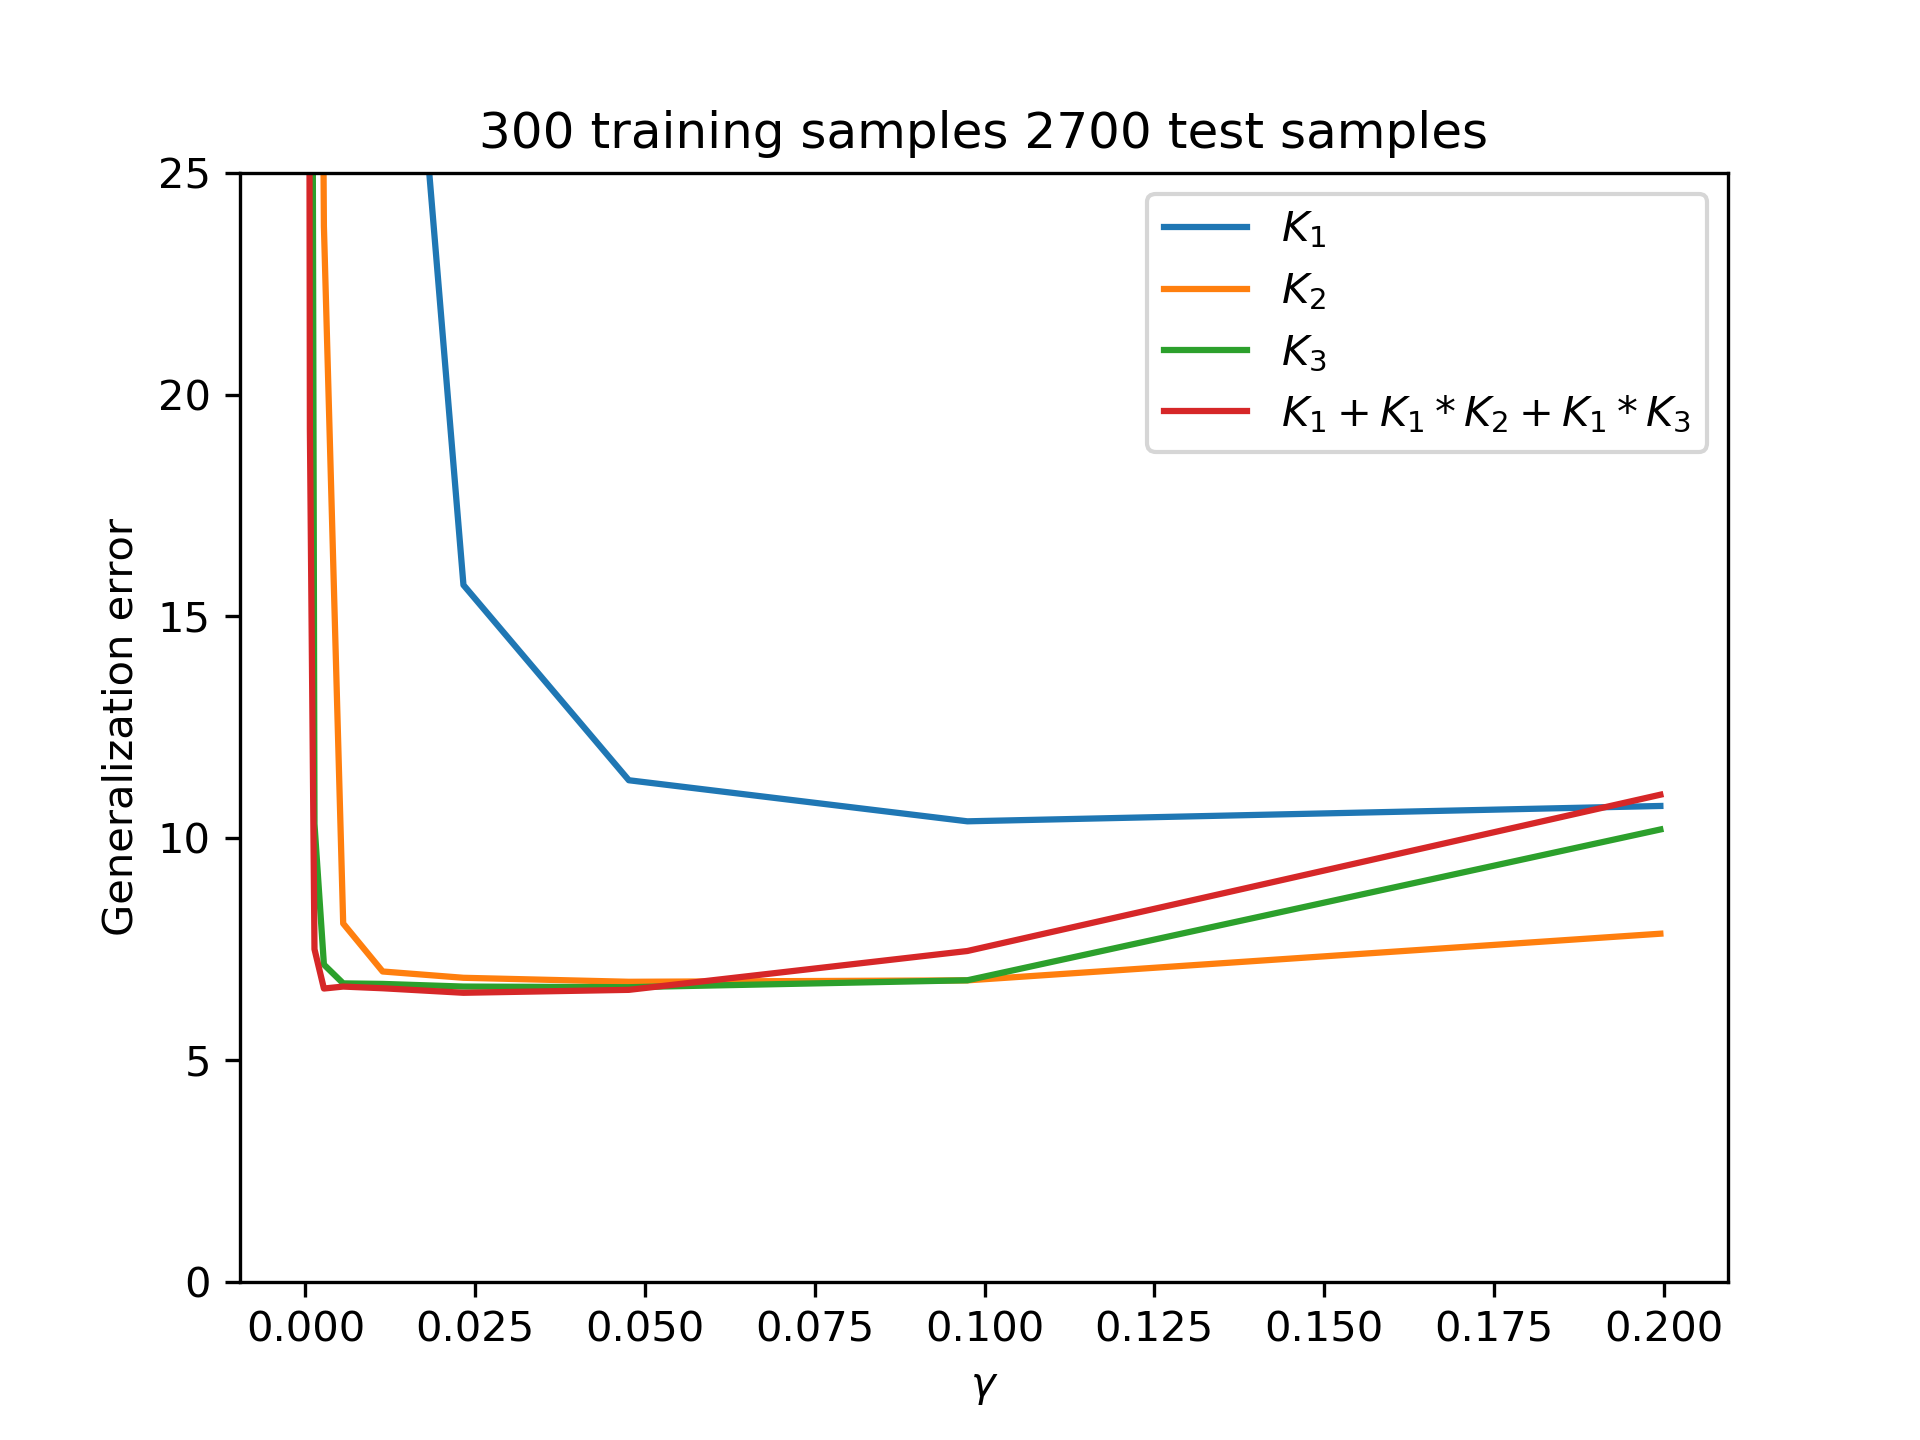 300 training samples 2700 test samples
25
20
15
10
5
0
Generalization error
K₁
K₂
K₃
K₁ + K₁ * K₂ + K₁ * K₃
0.000 0.025 0.050 0.075 0.100 0.125 0.150 0.175 0.200
γ